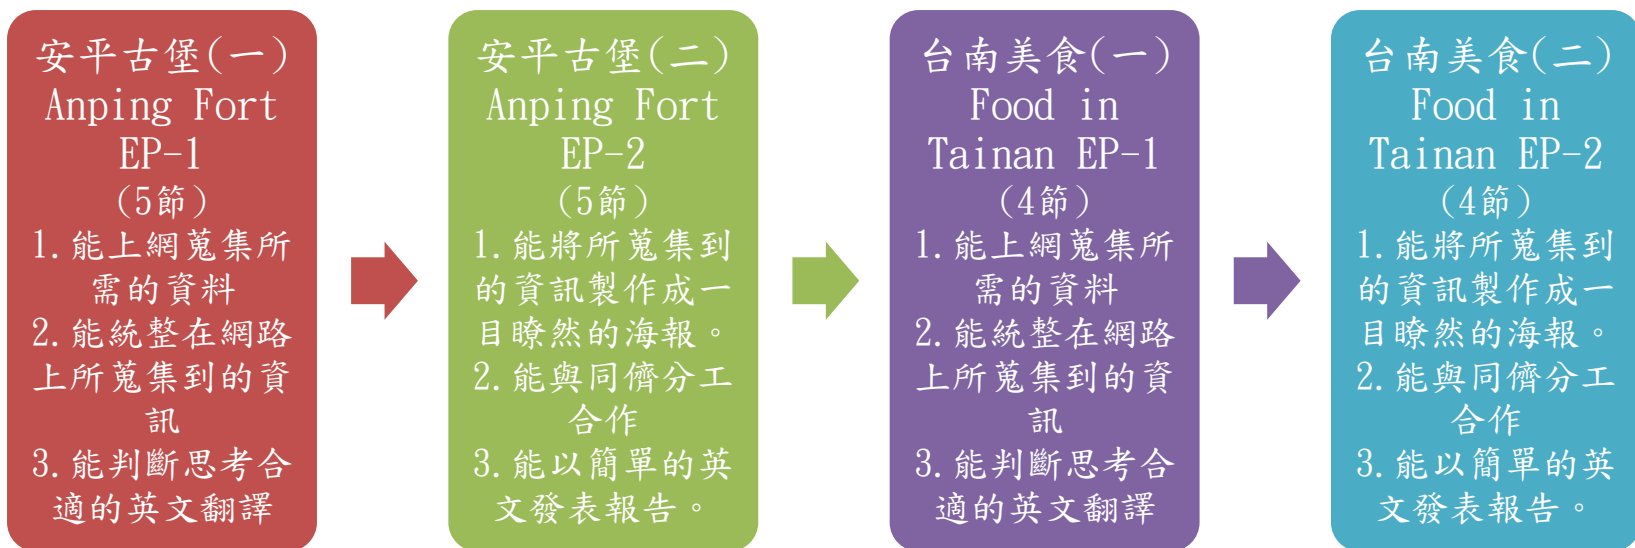 安平古堡(一)
Anping Fort
EP-1
(5節)
1.能上網蒐集所
需的資料
2.能統整在網路
上所蒐集到的資
訊
3.能判斷思考合
適的英文翻譯
安平古堡(二)
Anping Fort
EP-2
(5節)
1.能將所蒐集到
的資訊製作成一
目瞭然的海報。
2.能與同儕分工
合作
3.能以簡單的英
文發表報告。
台南美食(一)
Food in
Tainan EP-1
(4節)
1.能上網蒐集所
需的資料
2.能統整在網路
上所蒐集到的資
訊
3.能判斷思考合
適的英文翻譯
台南美食(二)
Food in
Tainan EP-2
(4節)
1.能將所蒐集到
的資訊製作成一
目瞭然的海報。
2.能與同儕分工
合作
3.能以簡單的英
文發表報告。